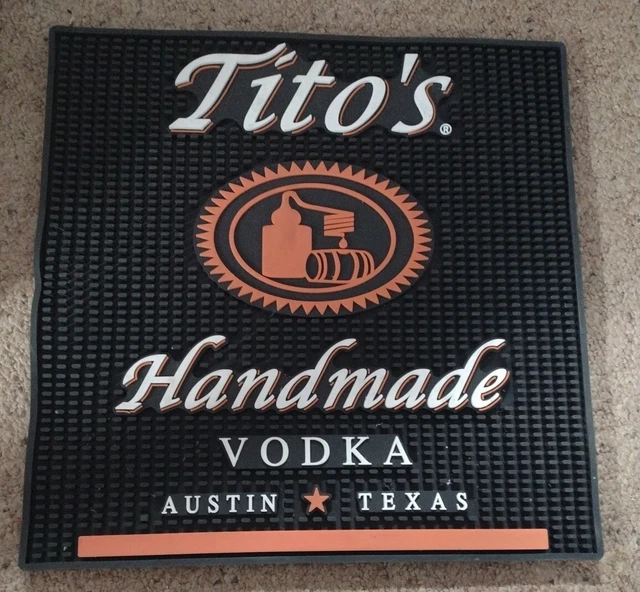 Tito's®
Handmade
VODKA
AUSTIN ★ TEXAS